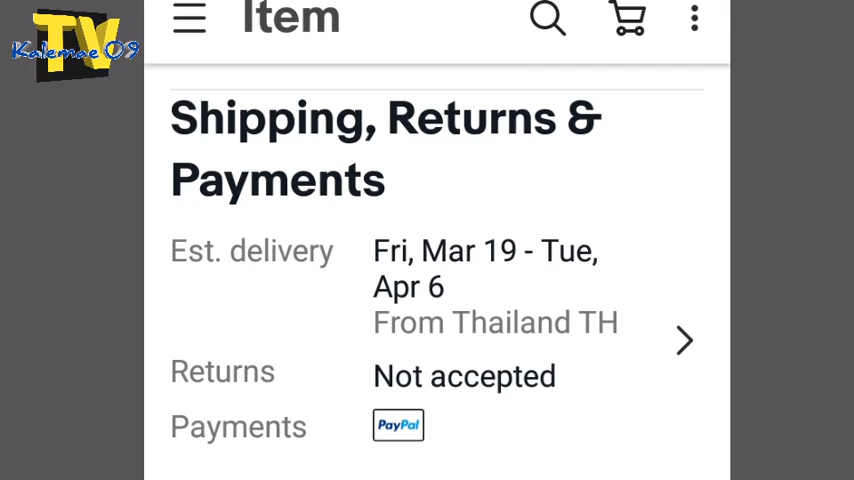 TV
Kalemae 09
Item
Shipping, Returns &
Payments
Est. delivery
Fri, Mar 19 - Tue,
Apr 6
From Thailand TH
Returns
Not accepted
Payments
PayPal